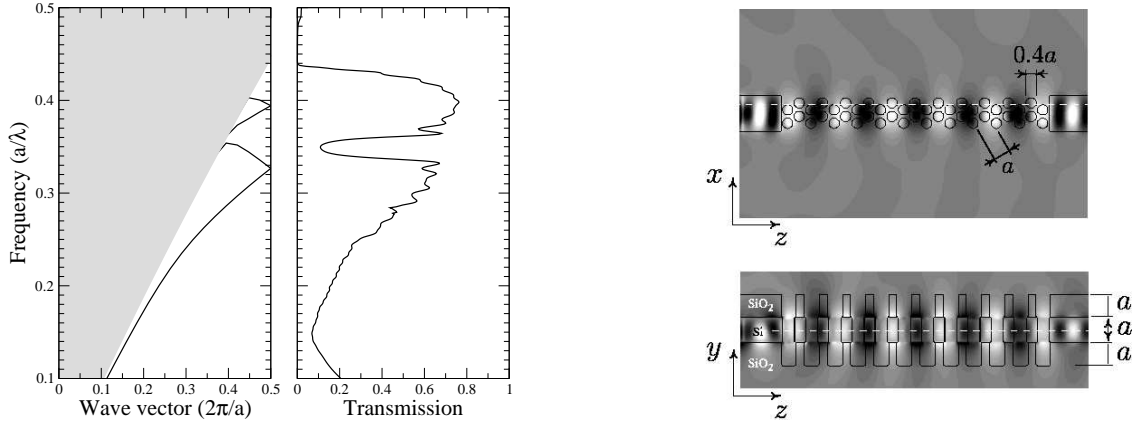 Frequency (a/λ)
0.5
0.4
0.3
0.2
0.1
0
0.1
0.2
0.3
0.4
0.5
Wave vector (2π/a)
0
0.2
0.4
0.6
0.8
1
Transmission
0.4a
a
x
z
SiO₂
Si
SiO₂
a
a
a
y
z